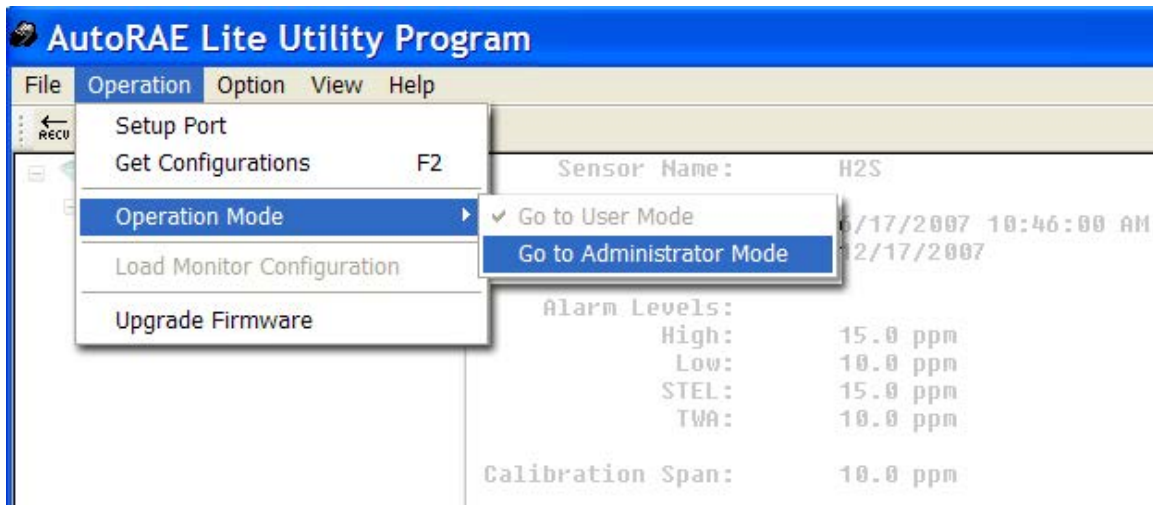 AutoRAE Lite Utility Program
File Operation Option View Help
RECV
Setup Port
Get Configurations F2
Operation Mode
Load Monitor Configuration
Upgrade Firmware
Go to User Mode
Go to Administrator Mode
Sensor Name: H2S
6/17/2007 10:46:00 AM
12/17/2007
Alarm Levels:
High: 15.0 ppm
Low: 10.0 ppm
STEL: 15.0 ppm
TWA: 10.0 ppm
Calibration Span: 10.0 ppm